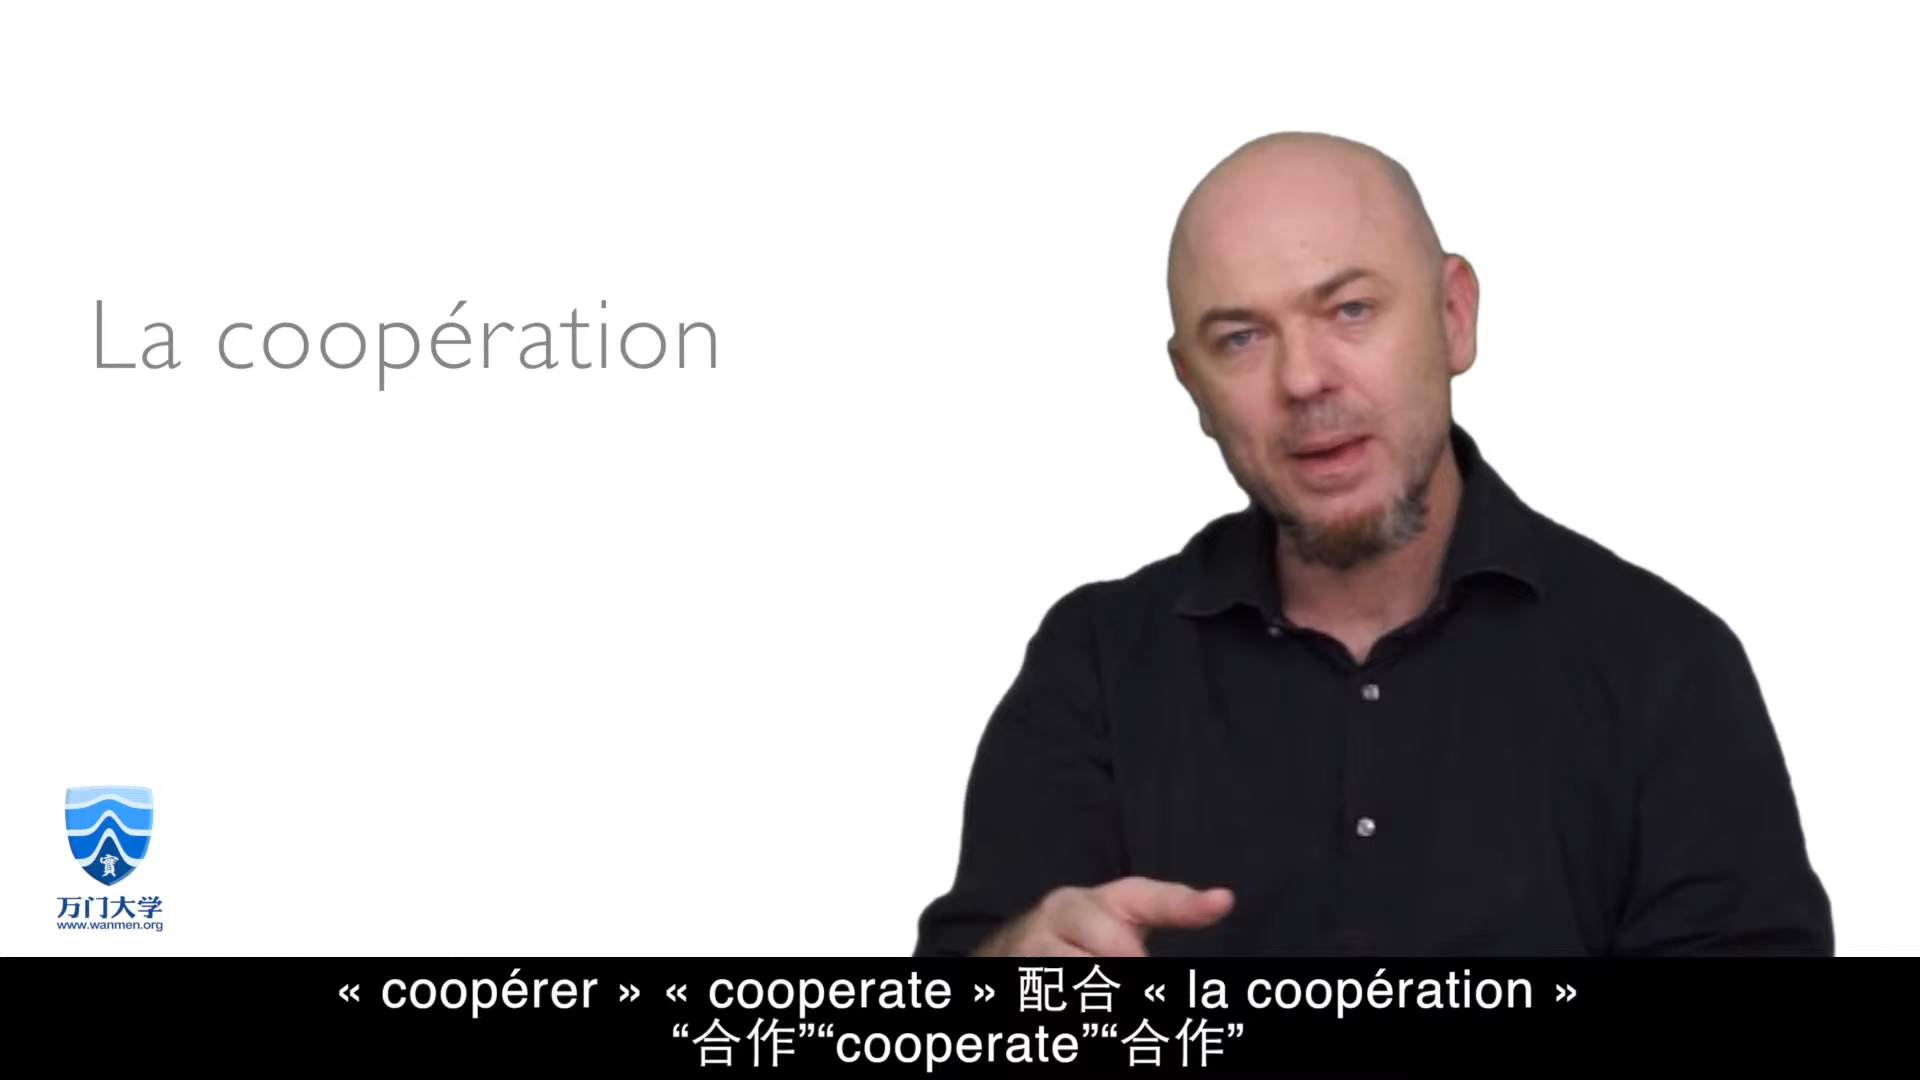 La coopération
寳
万门大学
www.wanmen.org
« coopérer » « cooperate » 配合 « la coopération »
“合作”“cooperate”“合作”